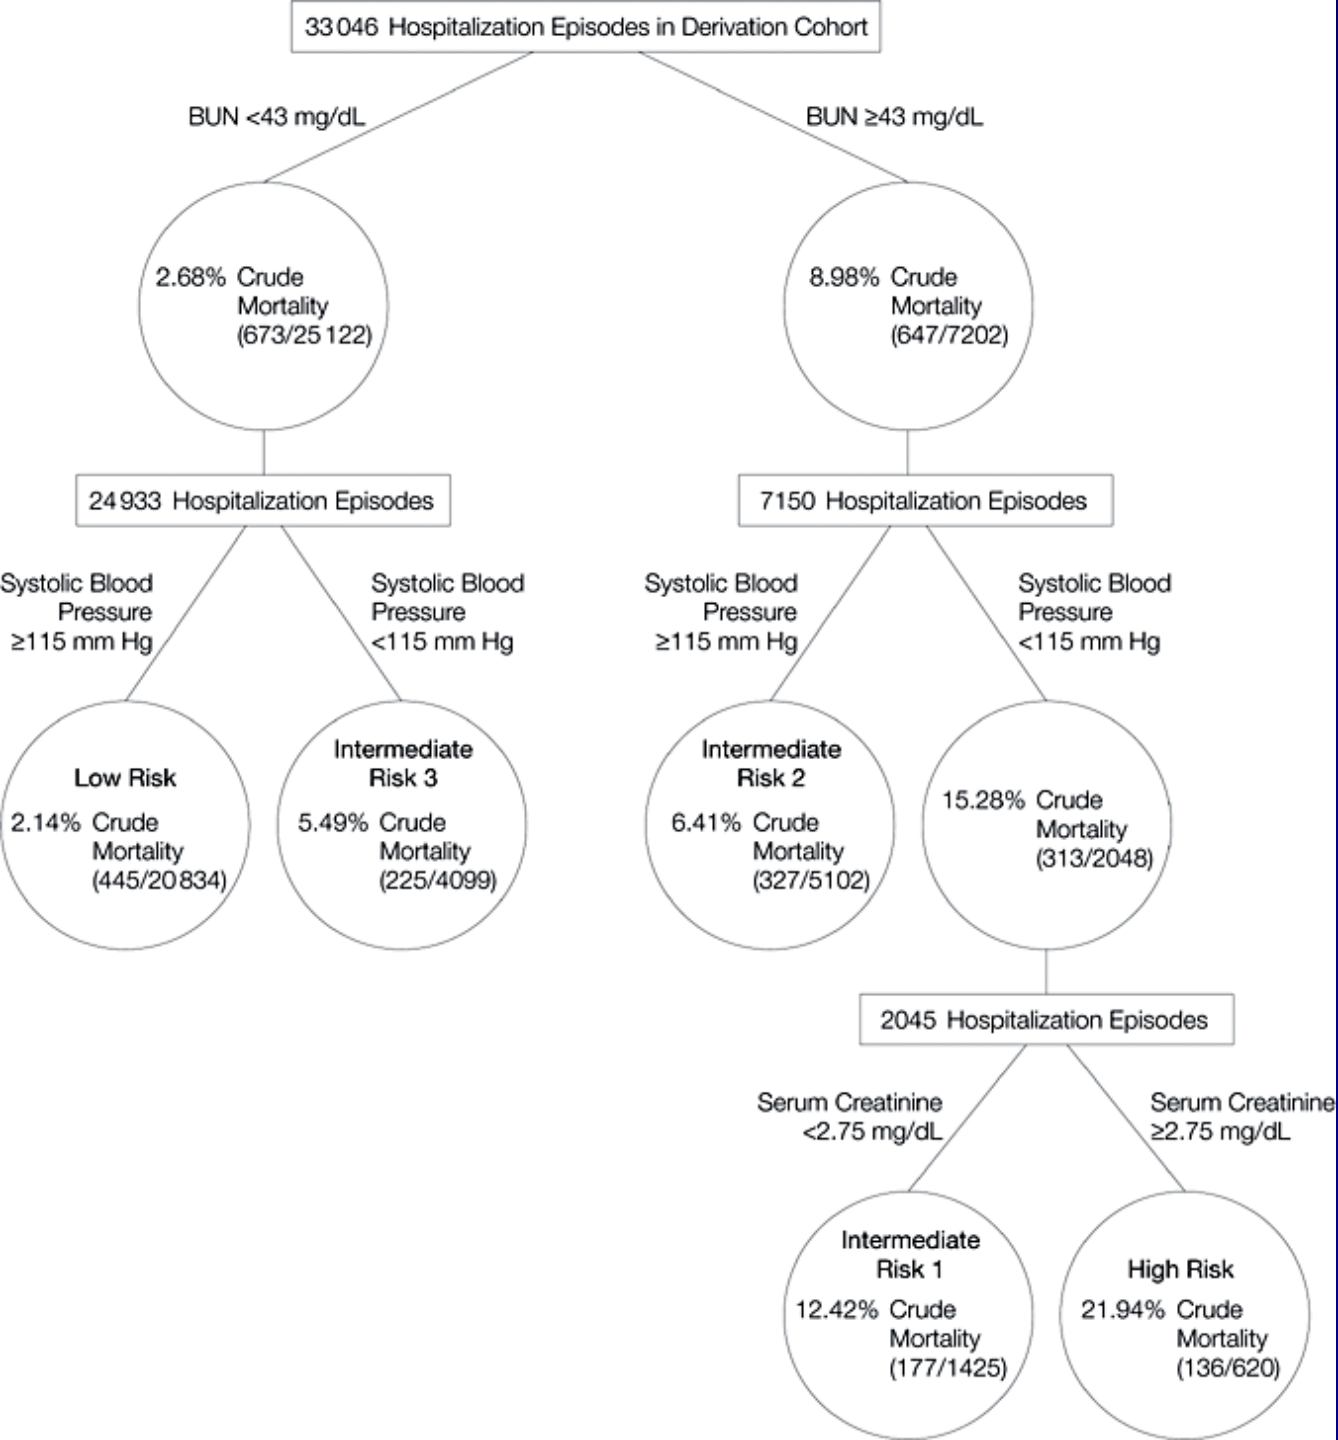 33 046 Hospitalization Episodes in Derivation Cohort
BUN <43 mg/dL
BUN ≥43 mg/dL
2.68% Crude
Mortality
(673/25 122)
8.98% Crude
Mortality
(647/7202)
24 933 Hospitalization Episodes
7150 Hospitalization Episodes
Systolic Blood
Pressure
≥115 mm Hg
Systolic Blood
Pressure
<115 mm Hg
Systolic Blood
Pressure
≥115 mm Hg
Systolic Blood
Pressure
<115 mm Hg
Low Risk
2.14% Crude
Mortality
(445/20 834)
Intermediate
Risk 3
5.49% Crude
Mortality
(225/4099)
Intermediate
Risk 2
6.41% Crude
Mortality
(327/5102)
15.28% Crude
Mortality
(313/2048)
2045 Hospitalization Episodes
Serum Creatinine
<2.75 mg/dL
Serum Creatinine
≥2.75 mg/dL
Intermediate
Risk 1
12.42% Crude
Mortality
(177/1425)
High Risk
21.94% Crude
Mortality
(136/620)